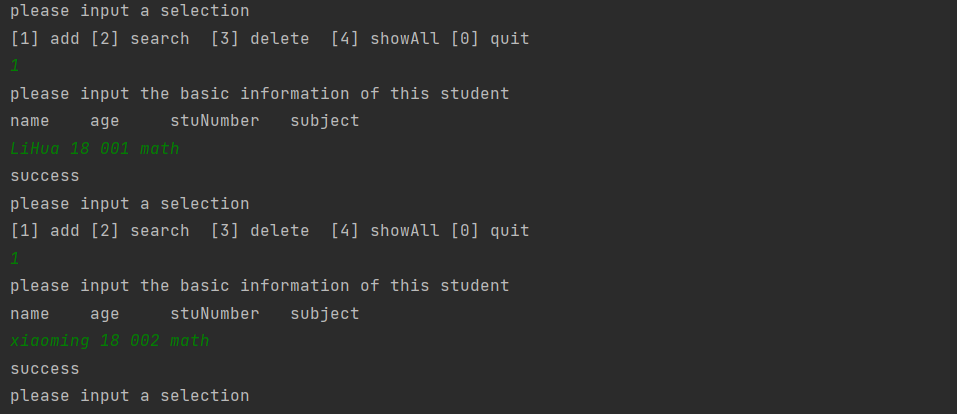 please input a selection
[1] add [2] search  [3] delete  [4] showAll [0] quit
1
please input the basic information of this student
name    age     stuNumber   subject
LiHua 18 001 math
success
please input a selection
[1] add [2] search  [3] delete  [4] showAll [0] quit
1
please input the basic information of this student
name    age     stuNumber   subject
xiaoming 18 002 math
success
please input a selection